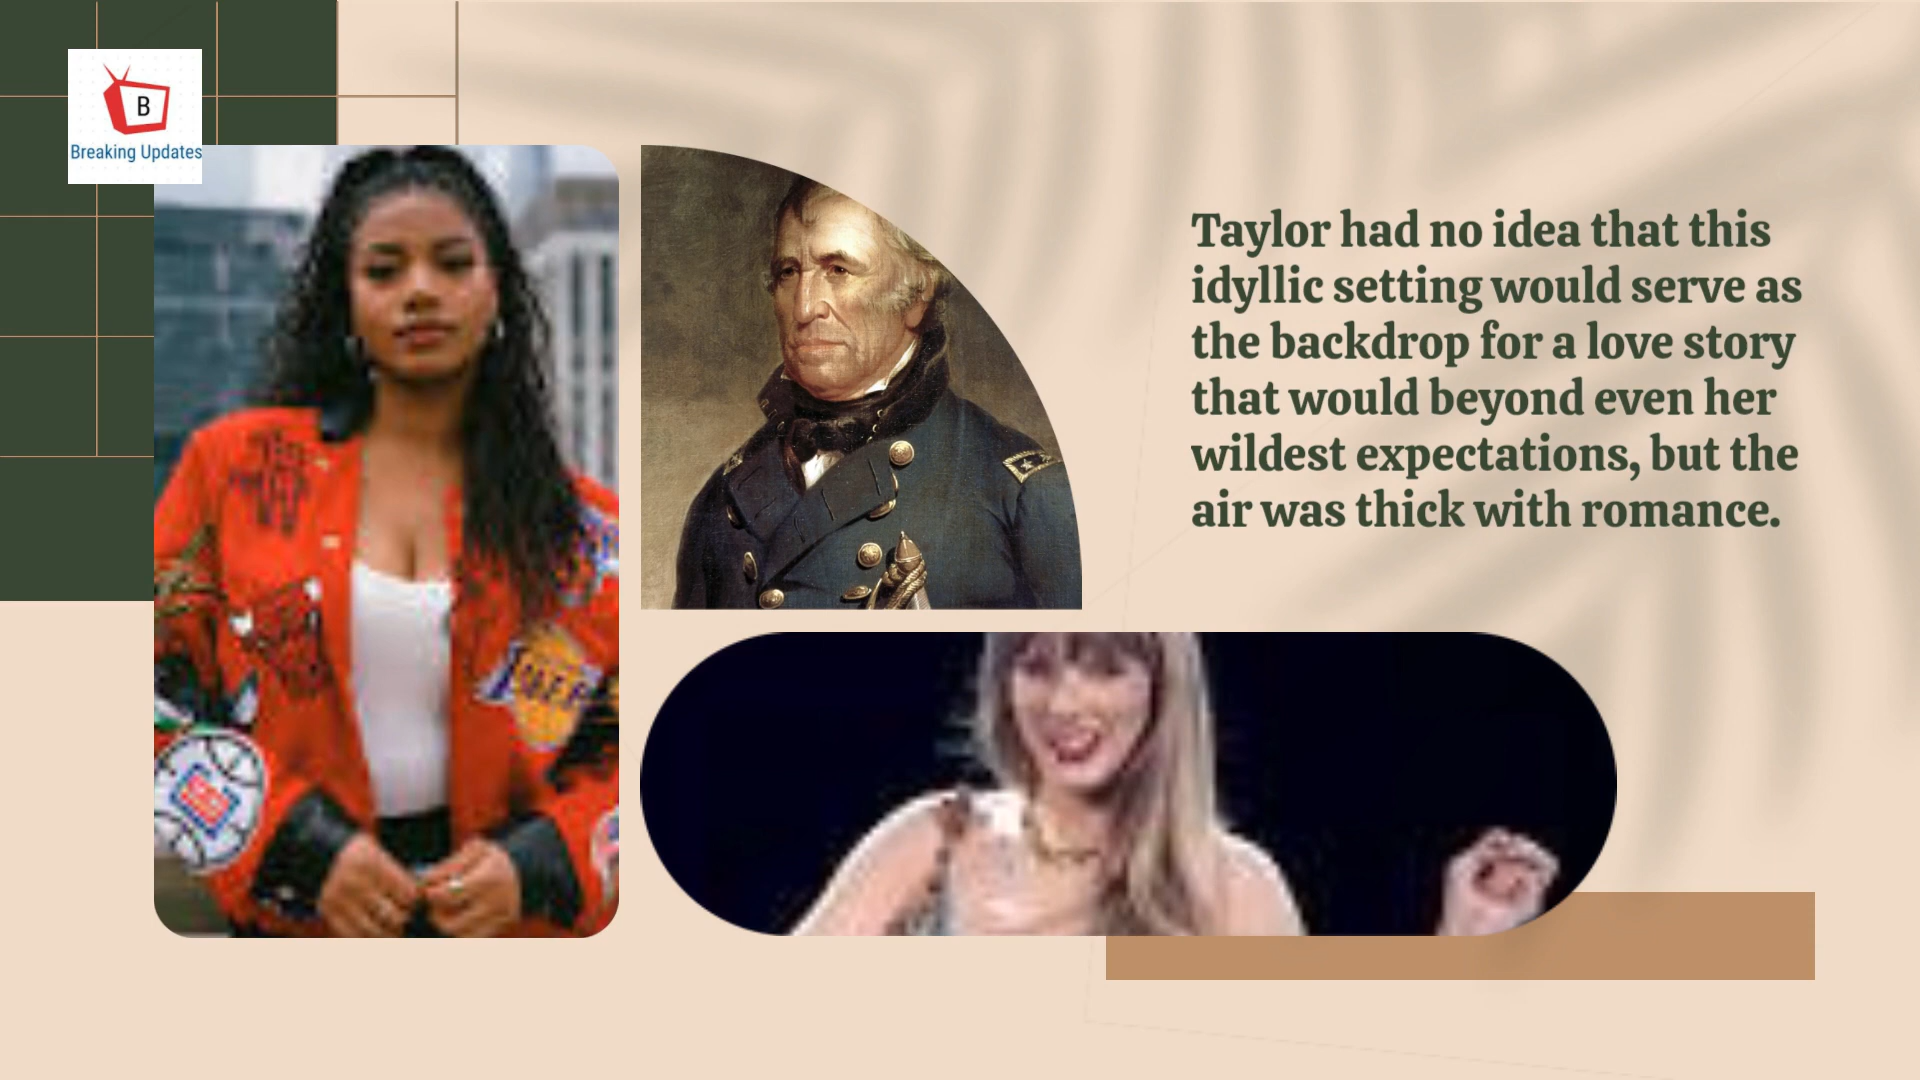 B
Breaking Updates
Taylor had no idea that this
idyllic setting would serve as
the backdrop for a love story
that would beyond even her
wildest expectations, but the
air was thick with romance.